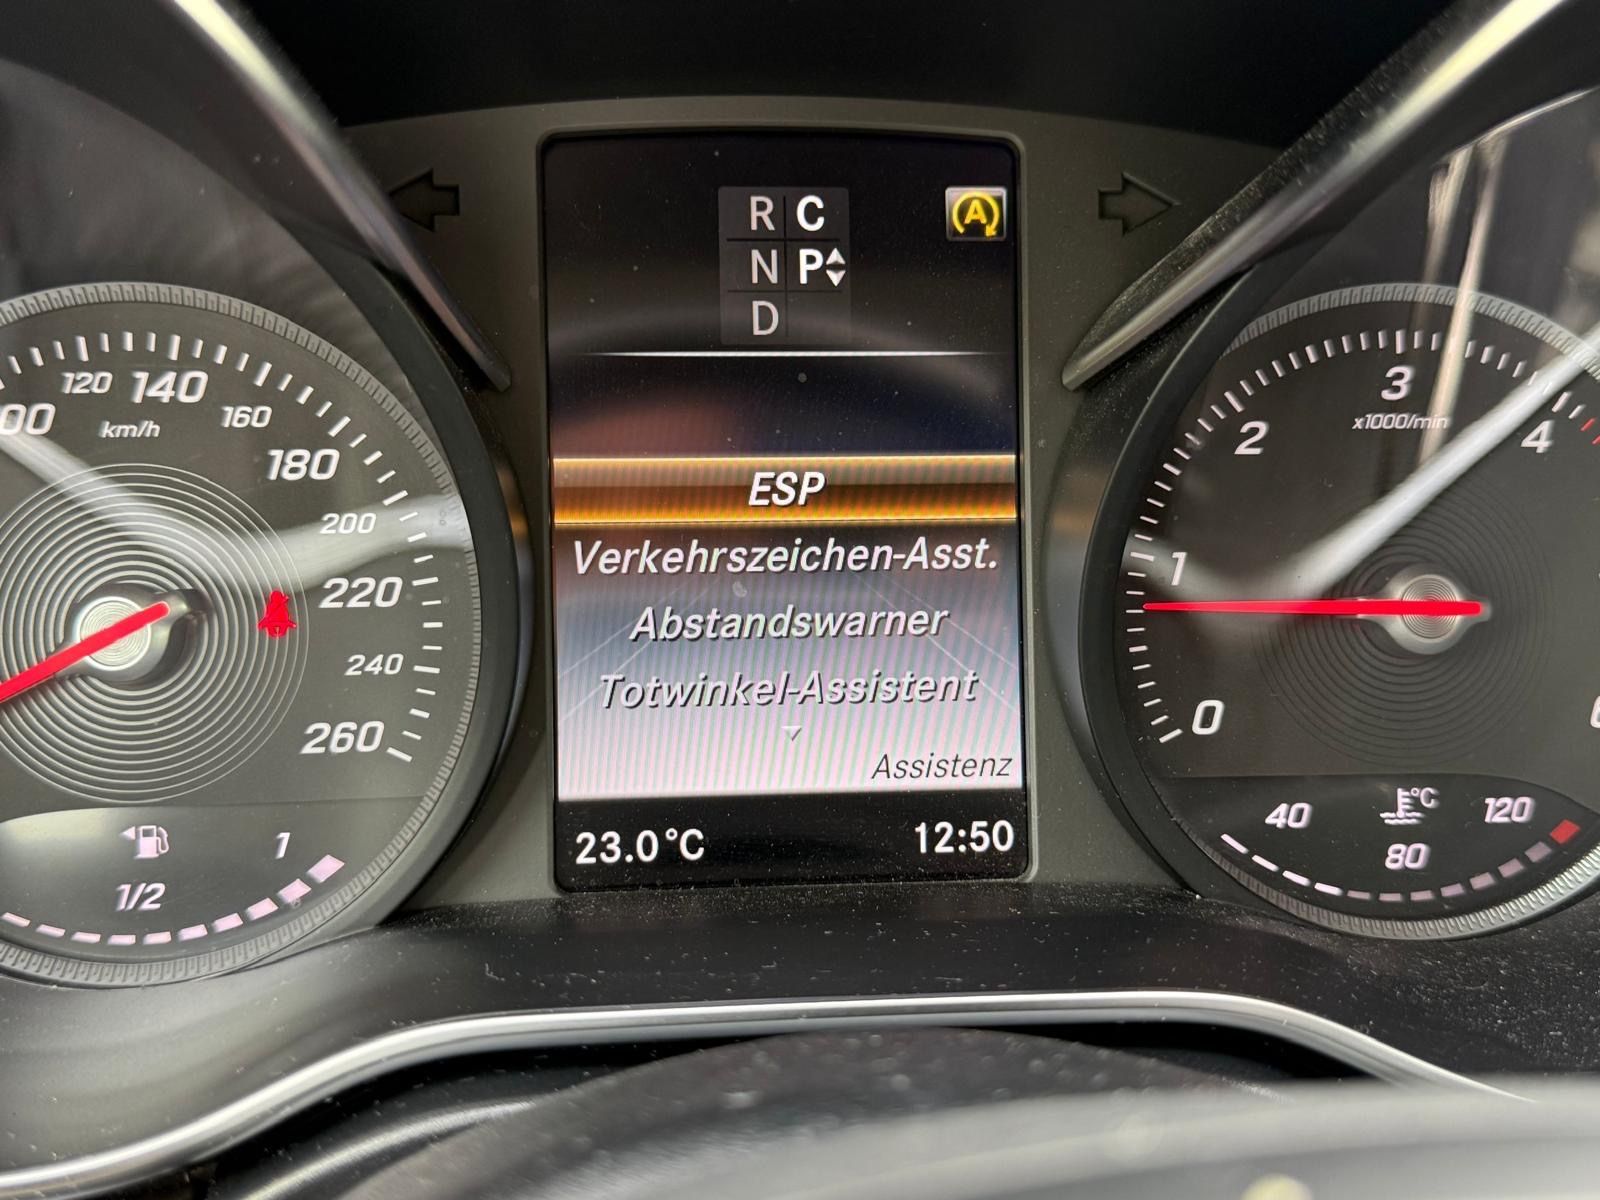 R C
N P
D
A
ESP
Verkehrszeichen-Asst.
Abstandswarner
Totwinkel-Assistent
Assistenz
23.0°C
12:50
120
140
160
km/h
180
200
220
240
260
1/2
1
0
1
2
3
4
x1000/min
40
80
120
°C